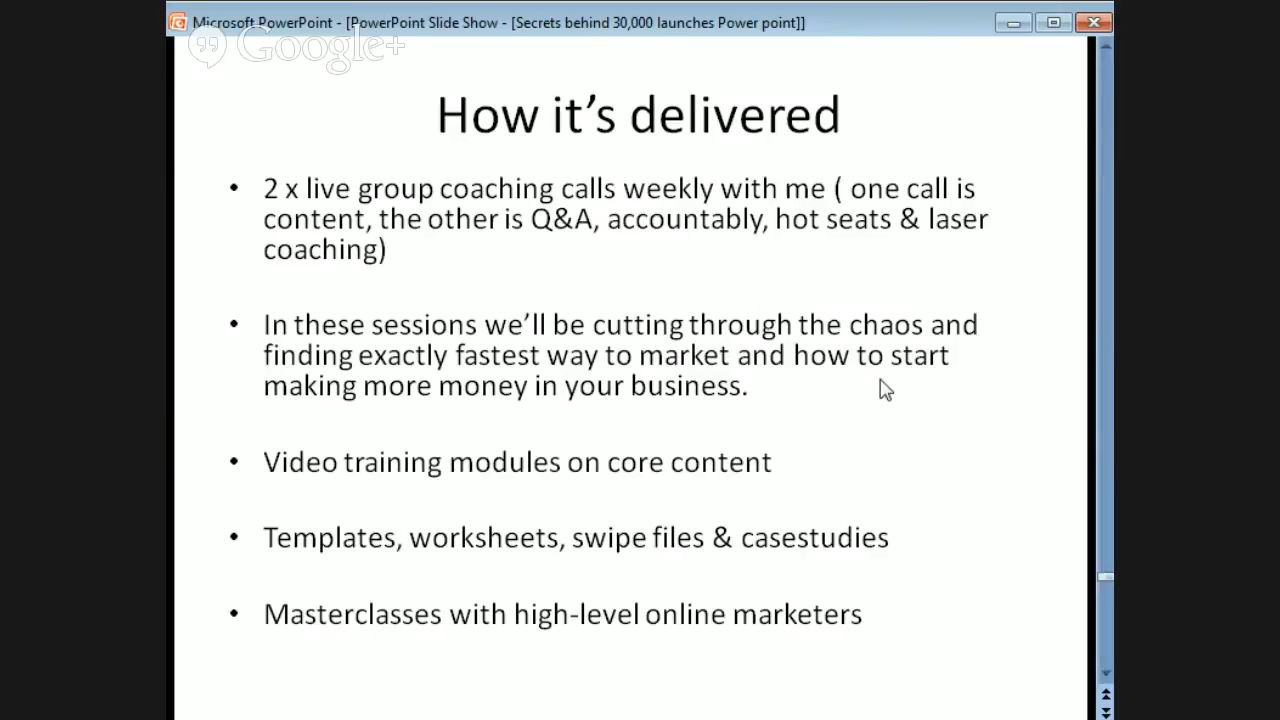 Microsoft PowerPoint - [PowerPoint Slide Show - [Secrets behind 30,000 launches Power point]]
Google+
How it's delivered
• 2 x live group coaching calls weekly with me ( one call is
content, the other is Q&A, accountably, hot seats & laser
coaching)
• In these sessions we'll be cutting through the chaos and
finding exactly fastest way to market and how to start
making more money in your business.
• Video training modules on core content
• Templates, worksheets, swipe files & casestudies
• Masterclasses with high-level online marketers